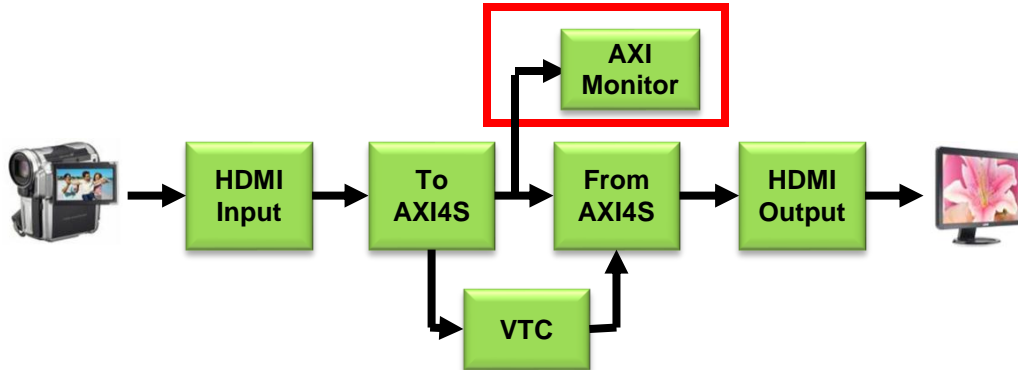 AXI
Monitor
HDMI
Input
To
AXI4S
From
AXI4S
HDMI
Output
VTC